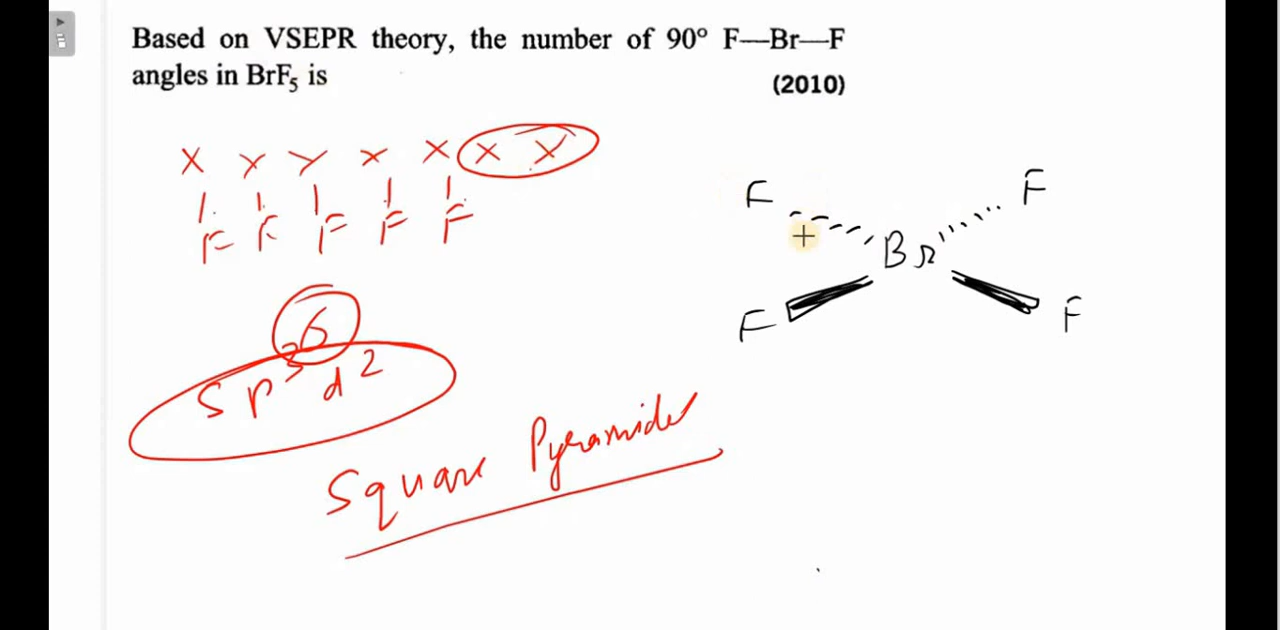 Based on VSEPR theory, the number of 90° F—Br—F
angles in BrF₅ is
(2010)
X X X X X X X
F F F F F
6
sp³d²
Square Pyramidal
F F
Br
F F